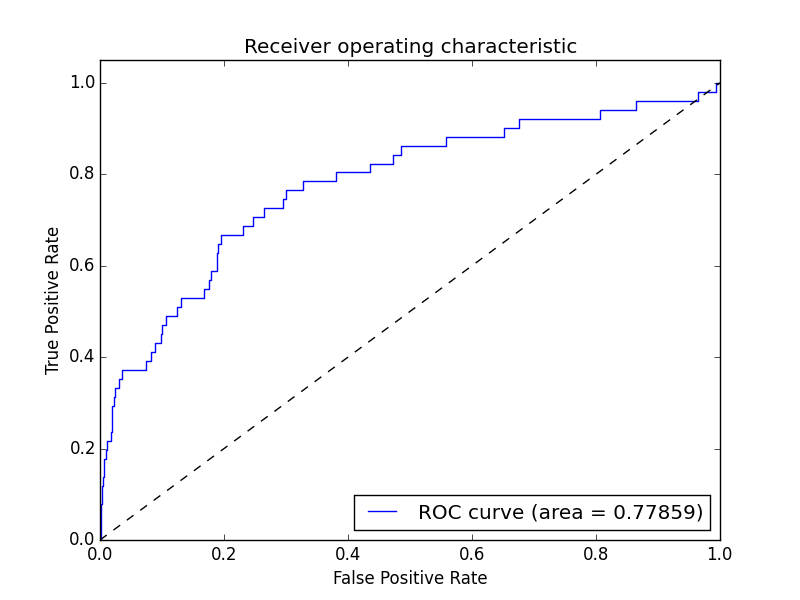 Receiver operating characteristic
True Positive Rate
1.0
0.8
0.6
0.4
0.2
0.0
ROC curve (area = 0.77859)
0.0 0.2 0.4 0.6 0.8 1.0
False Positive Rate